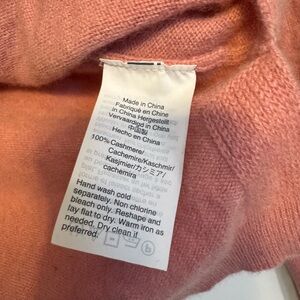 Made in China
Fabriqué en Chine
In China Hergestellt
Vervaardigd in China
中国製
Hecho en China
100% Cashmere/
Cachemire/Kaschmir/
Kasjmier/カシミア/
cachemira
Hand wash cold
separately. Non chlorine
bleach only. Reshape and
lay flat to dry. Warm iron as
needed. Dry clean if
preferred.